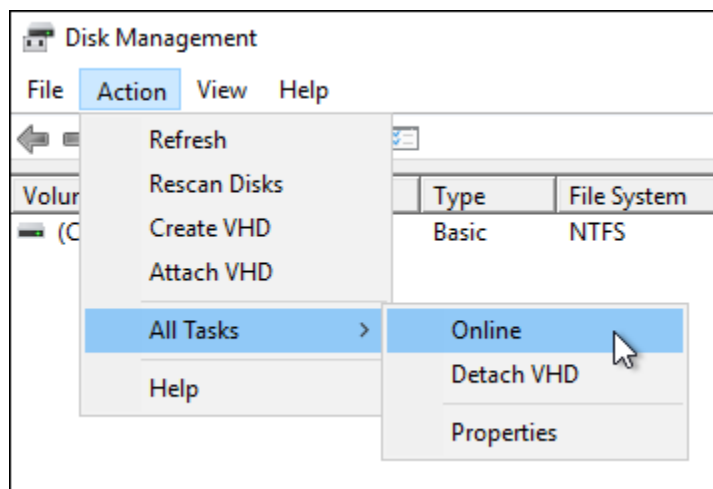 Disk Management
File Action View Help
Refresh
Rescan Disks
Create VHD
Attach VHD
All Tasks >
Help
Volur Type File System
(C Basic NTFS
Online
Detach VHD
Properties